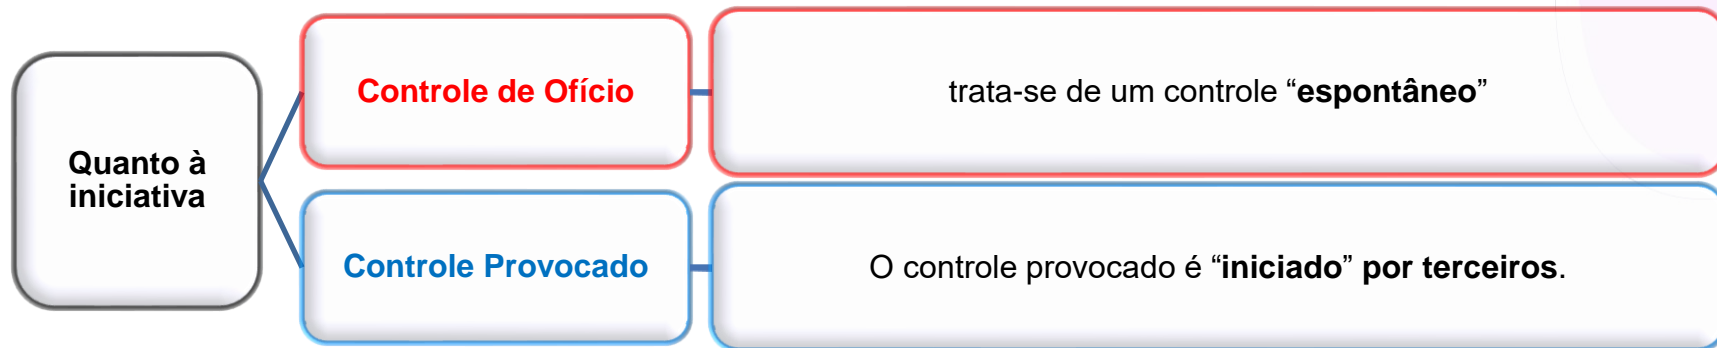 Quanto à
iniciativa
Controle de Ofício
trata-se de um controle “espontâneo”
Controle Provocado
O controle provocado é “iniciado” por terceiros.